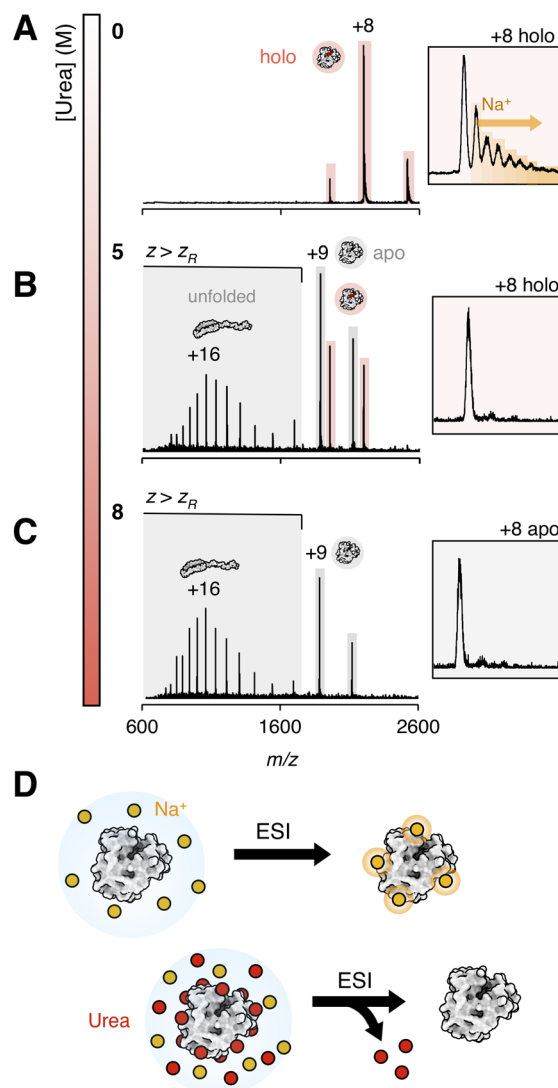 A
[Urea] (M)
0
holo
+8
+8 holo
Na⁺
B
5
z > z_R
unfolded
+16
+9
apo
+8 holo
C
8
z > z_R
+16
+9
+8 apo
600
1600
2600
m/z
D
Na⁺
ESI
Urea
ESI